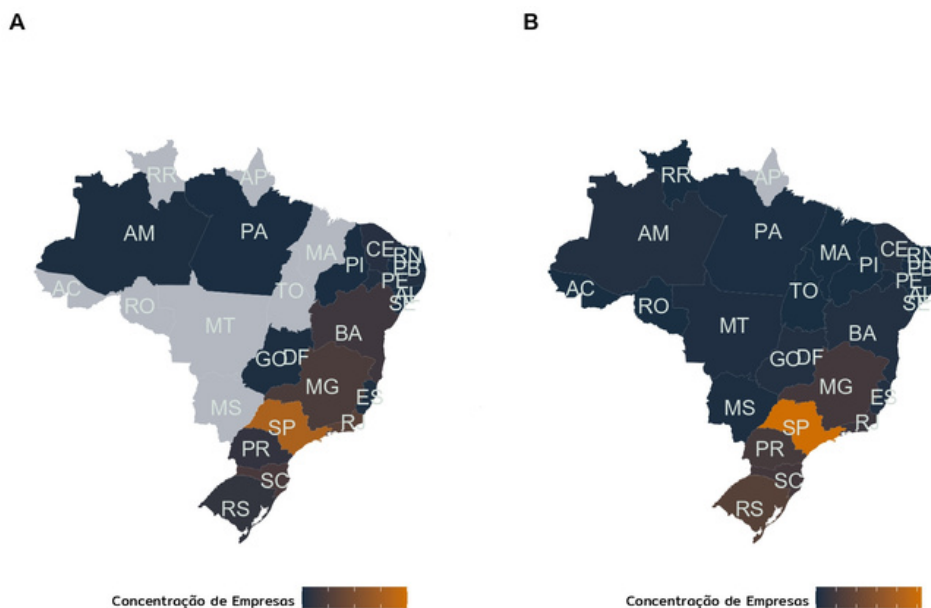 A
B
RR
AP
AM
PA
MA
CE
RN
PB
PE
AL
SE
PI
AC
RO
TO
MT
BA
GO
DF
MG
ES
MS
SP
RJ
PR
SC
RS
RR
AP
AM
PA
MA
CE
RN
PB
PE
AL
SE
PI
AC
RO
TO
MT
BA
GO
DF
MG
ES
MS
SP
RJ
PR
SC
RS
Concentração de Empresas
Concentração de Empresas